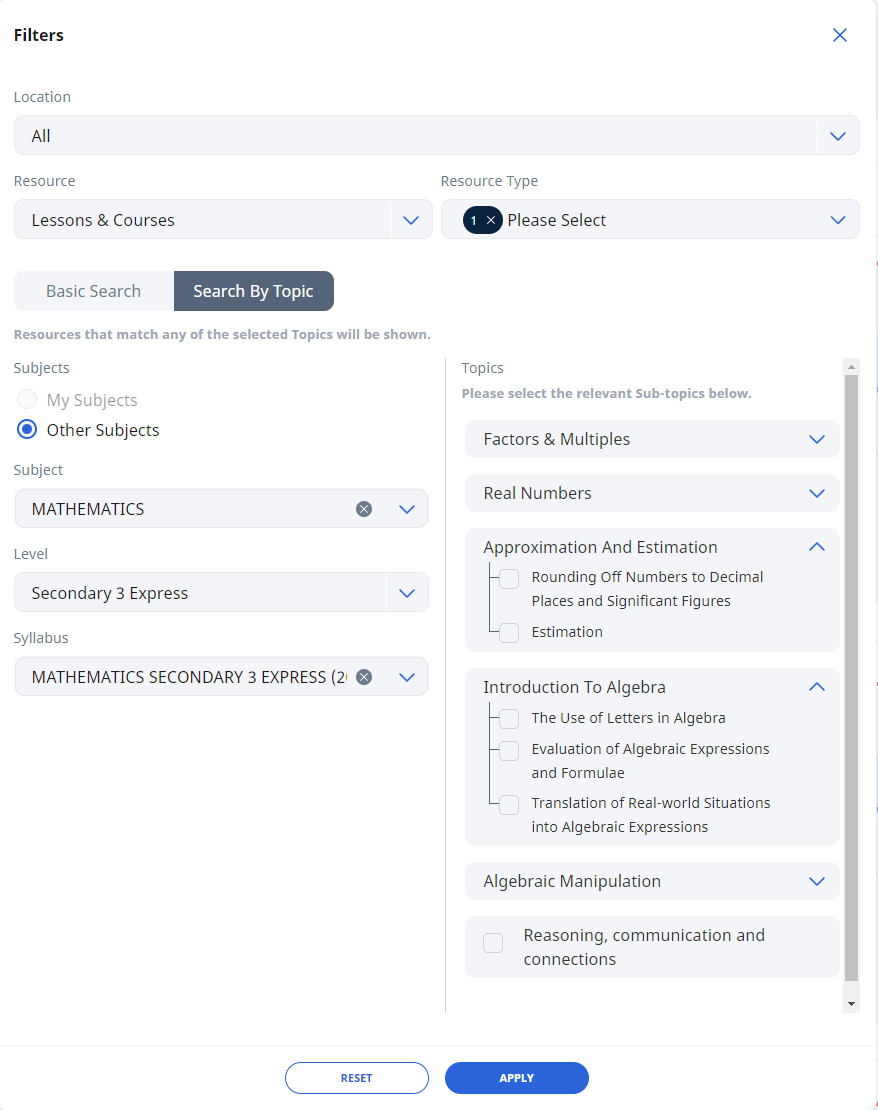 Filters
Location
All
Resource
Resource Type
Lessons & Courses
1 × Please Select
Basic Search
Search By Topic
Resources that match any of the selected Topics will be shown.
Subjects
My Subjects
Other Subjects
Subject
MATHEMATICS
Level
Secondary 3 Express
Syllabus
MATHEMATICS SECONDARY 3 EXPRESS (2
Topics
Please select the relevant Sub-topics below.
Factors & Multiples
Real Numbers
Approximation And Estimation
Rounding Off Numbers to Decimal
Places and Significant Figures
Estimation
Introduction To Algebra
The Use of Letters in Algebra
Evaluation of Algebraic Expressions
and Formulae
Translation of Real-world Situations
into Algebraic Expressions
Algebraic Manipulation
Reasoning, communication and
connections
RESET
APPLY